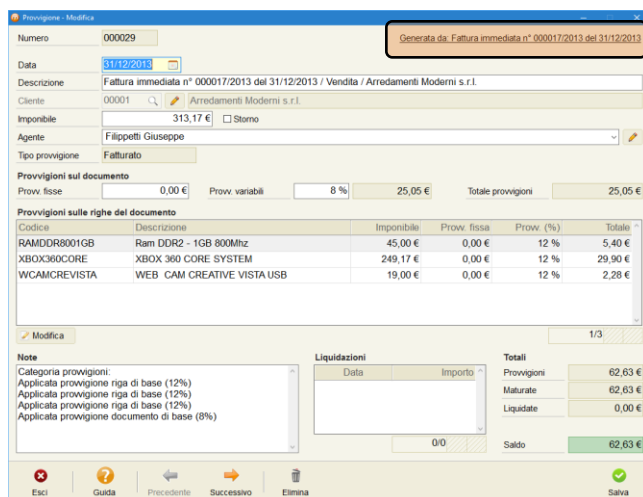 Provvigione - Modifica
Numero 000029 Generata da: Fattura immediata n° 000017/2013 del 31/12/2013
Data 31/12/2013
Descrizione Fattura immediata n° 000017/2013 del 31/12/2013 / Vendita / Arredamenti Moderni s.r.l.
Cliente 00001 Arredamenti Moderni s.r.l.
Imponibile 313,17 € Storno
Agente Filippetti Giuseppe
Tipo provvigione Fatturato
Provvigioni sul documento
Provv. fisse 0,00 € Provv. variabili 8 % 25,05 € Totale provvigioni 25,05 €
Provvigioni sulle righe del documento
Codice Descrizione Imponibile Prow. fissa Prow. (%) Totale
RAMDDR8001GB Ram DDR2 - 1GB 800Mhz 45,00 € 0,00 € 12 % 5,40 €
XBOX360CORE XBOX 360 CORE SYSTEM 249,17 € 0,00 € 12 % 29,90 €
WCAMCREVISTA WEB CAM CREATIVE VISTA USB 19,00 € 0,00 € 12 % 2,28 €
Modifica 1/3
Note Liquidazioni Totali
Categoria provvigioni: Data Importo Provvigioni 62,63 €
Applicata provvigione riga di base (12%)
Applicata provvigione riga di base (12%) Maturate 62,63 €
Applicata provvigione riga di base (12%)
Applicata provvigione documento di base (8%) Liquidate 0,00 €
0/0 Saldo 62,63 €
Esci Guida Precedente Successivo Elimina Salva